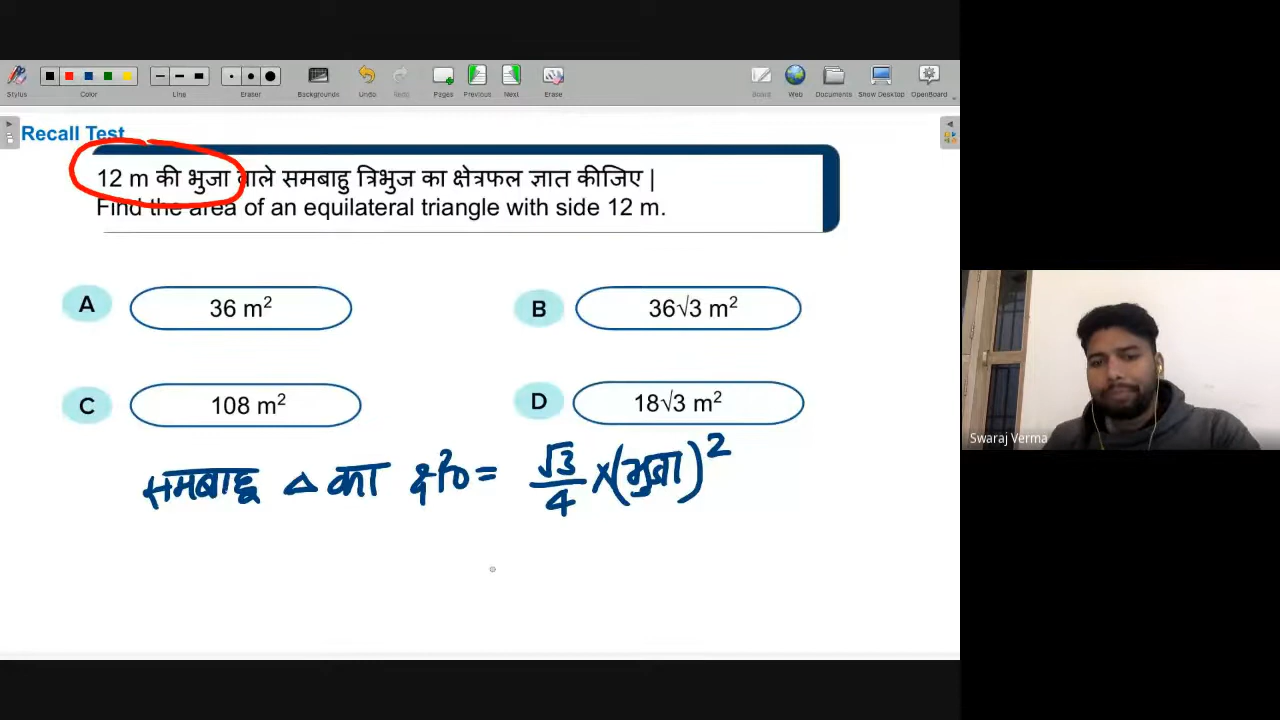 Stylus
Color
Line
Eraser
Backgrounds
Undo
Redo
Pages
Previous
Next
Erase
Board
Web
Documents
Show Desktop
OpenBoard
Recall Test
12 m की भुजा वाले समबाहु त्रिभुज का क्षेत्रफल ज्ञात कीजिए |
Find the area of an equilateral triangle with side 12 m.
A 36 m²
B 36√3 m²
C 108 m²
D 18√3 m²
समबाहू △ का क्षे० = √3/4 ×(भुजा)²
Swaraj Verma